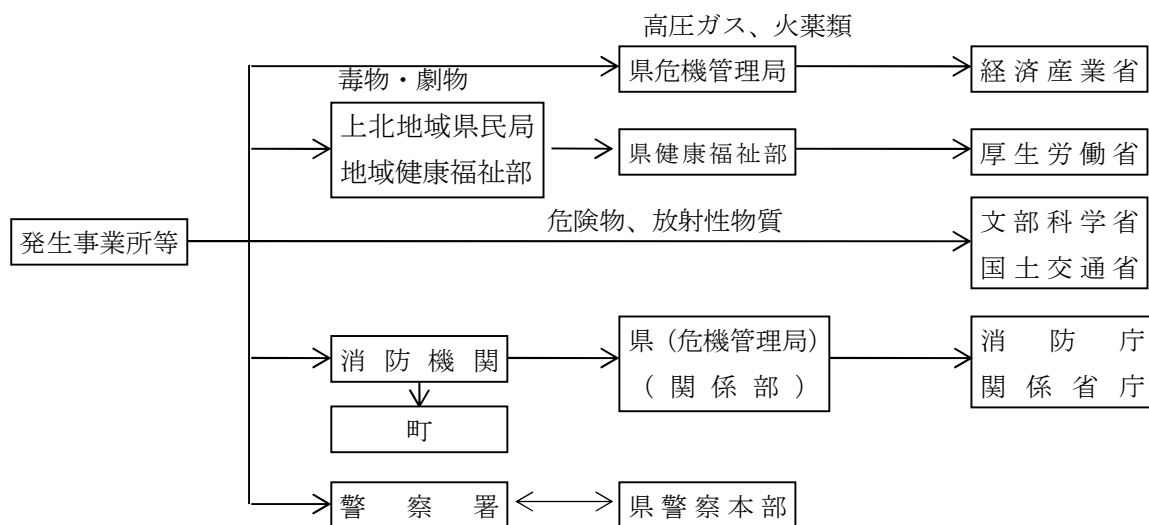 高圧ガス、火薬類
県危機管理局
経済産業省
毒物・劇物
上北地域県民局
地域健康福祉部
県健康福祉部
厚生労働省
危険物、放射性物質
発生事業所等
文部科学省
国土交通省
消防機関
県（危機管理局）
（関係部）
消防庁
関係省庁
町
警察署
県警察本部